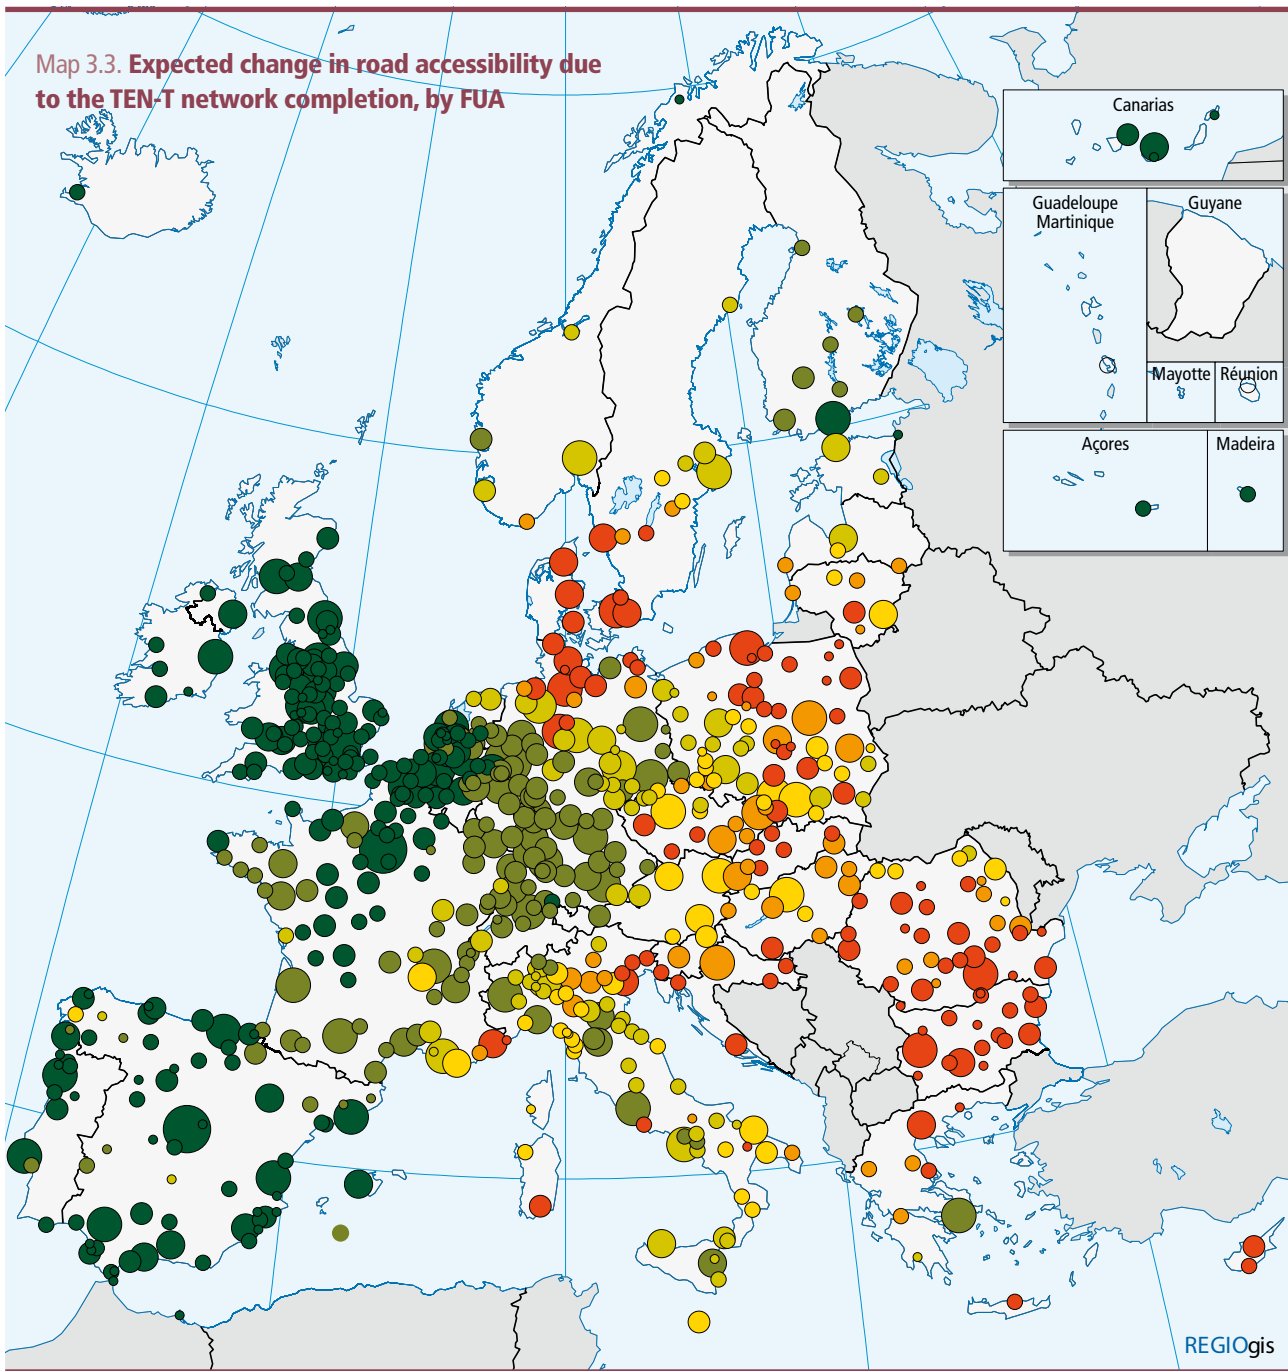 Map 3.3. Expected change in road accessibility due
to the TEN-T network completion, by FUA
Canarias
Guadeloupe
Martinique
Guyane
Mayotte
Réunion
Açores
Madeira
REGIOgis